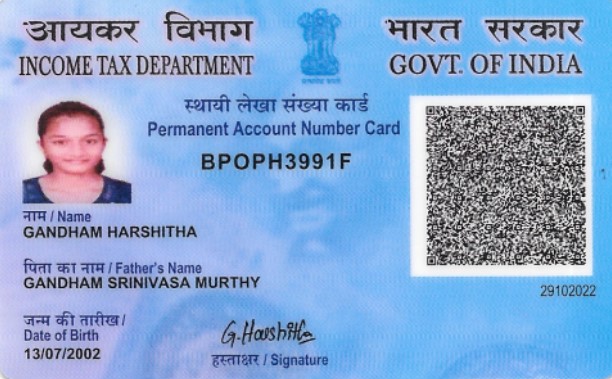 आयकर विभाग
INCOME TAX DEPARTMENT
भारत सरकार
GOVT. OF INDIA
स्थायी लेखा संख्या कार्ड
Permanent Account Number Card
BPOPH3991F
नाम / Name
GANDHAM HARSHITHA
पिता का नाम / Father's Name
GANDHAM SRINIVASA MURTHY
जन्म की तारीख /
Date of Birth
13/07/2002
G.Harshitha
हस्ताक्षर / Signature
29102022